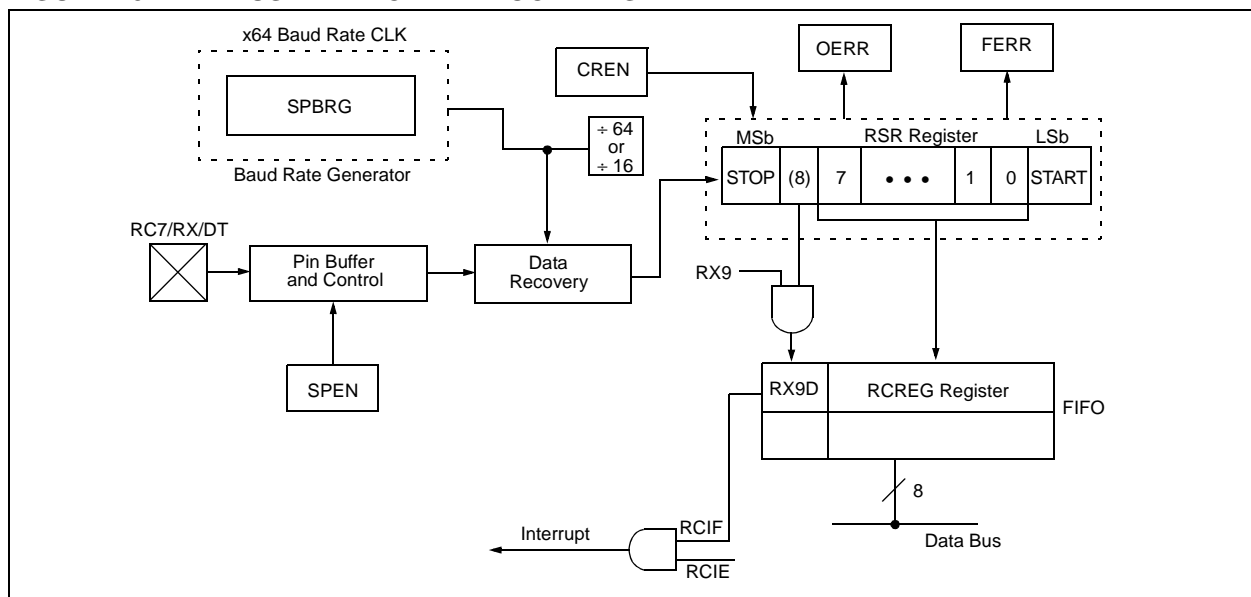 x64 Baud Rate CLK
SPBRG
Baud Rate Generator
CREN
OERR
FERR
÷ 64
or
÷ 16
MSb
RSR Register
LSb
STOP
(8)
7
• • •
1
0
START
RC7/RX/DT
Pin Buffer
and Control
Data
Recovery
RX9
SPEN
RX9D
RCREG Register
FIFO
8
Data Bus
Interrupt
RCIF
RCIE